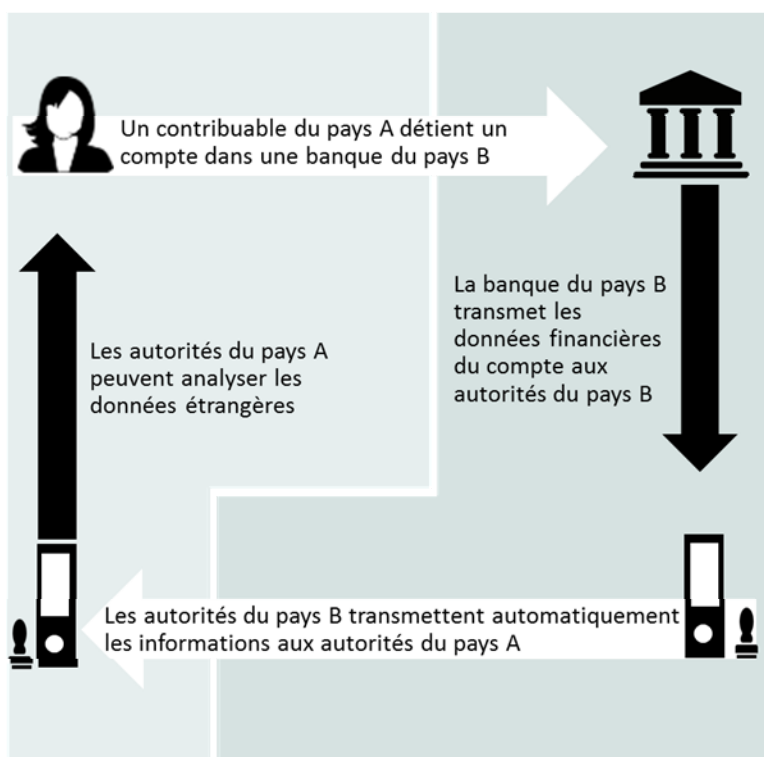 Un contribuable du pays A détient un
compte dans une banque du pays B
La banque du pays B
transmet les
données financières
du compte aux
autorités du pays B
Les autorités du pays B transmettent automatiquement
les informations aux autorités du pays A
Les autorités du pays A
peuvent analyser les
données étrangères